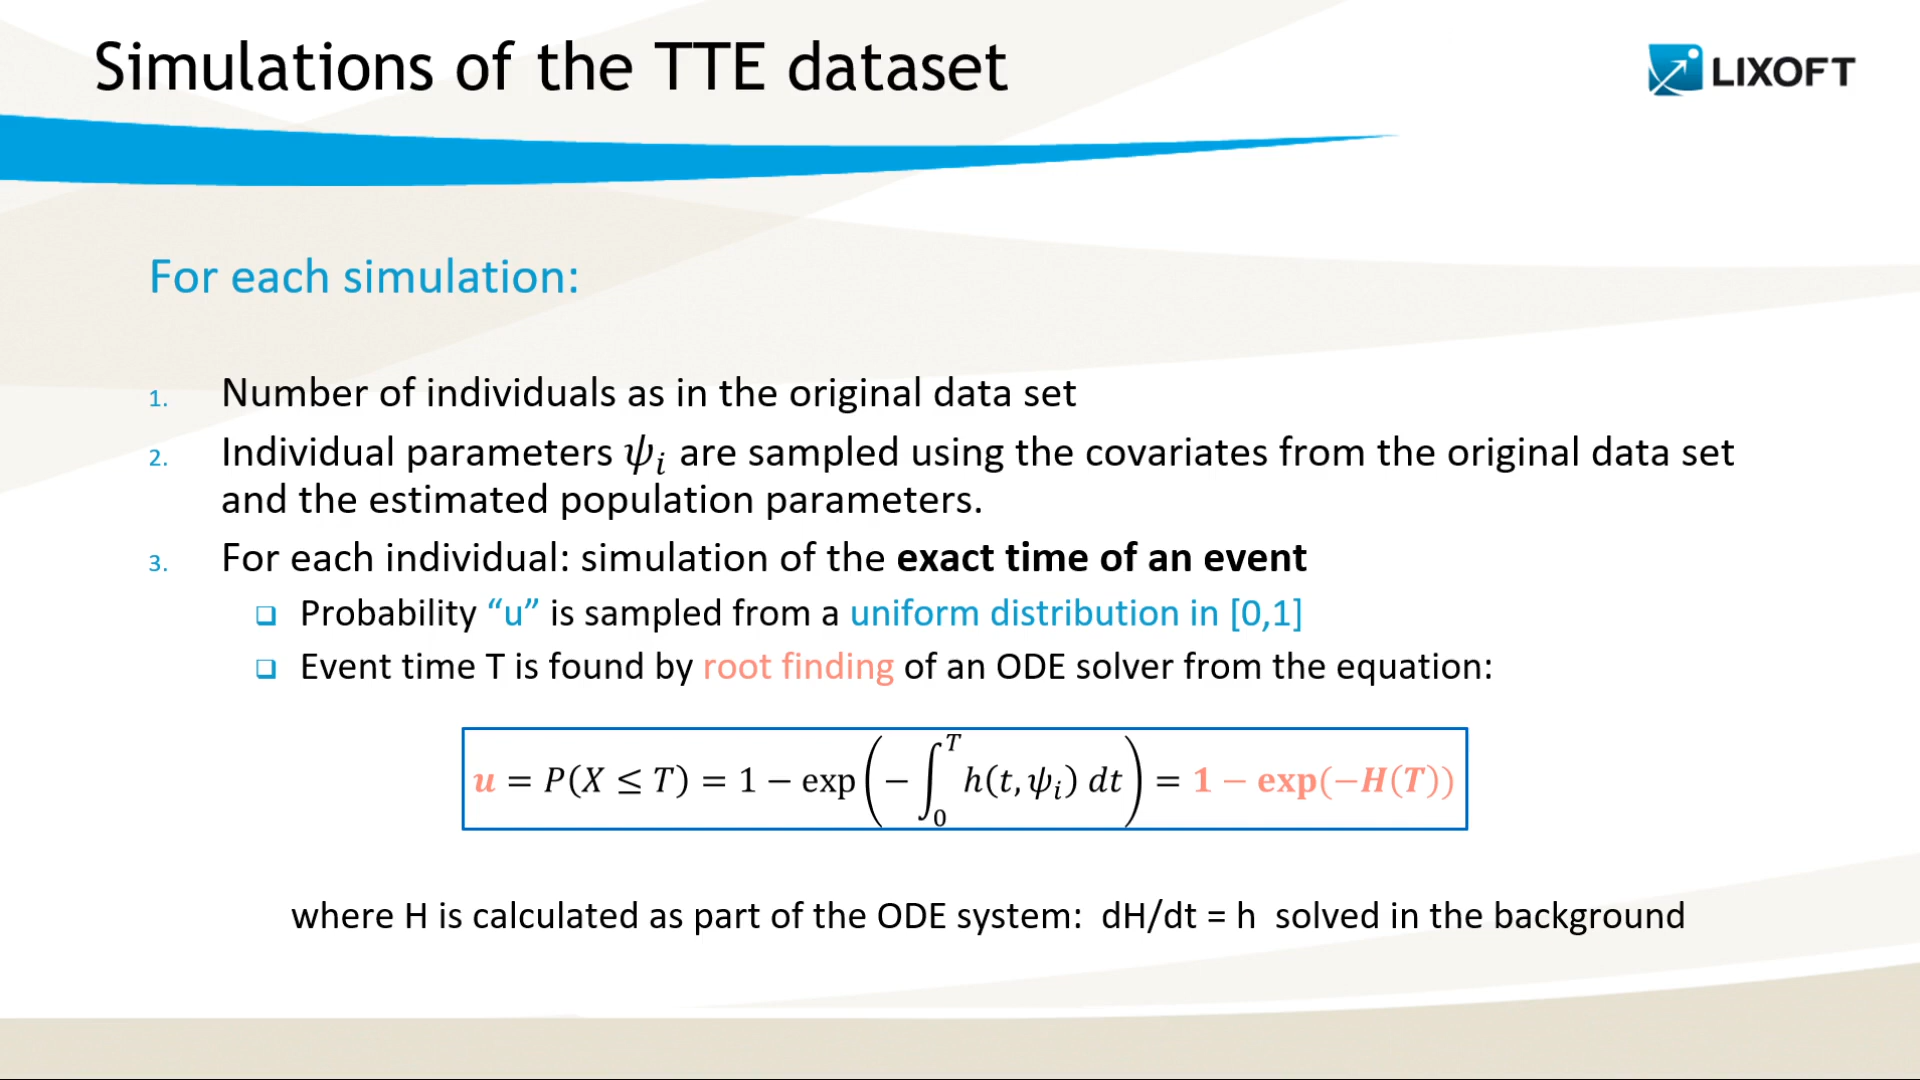 Simulations of the TTE dataset
LIXOFT
For each simulation:
1. Number of individuals as in the original data set
2. Individual parameters ψᵢ are sampled using the covariates from the original data set
and the estimated population parameters.
3. For each individual: simulation of the exact time of an event
❑ Probability “u” is sampled from a uniform distribution in [0,1]
❑ Event time T is found by root finding of an ODE solver from the equation:
u = P(X ≤ T) = 1 − exp(−∫₀ᵀ h(t, ψᵢ) dt) = 1 − exp(−H(T))
where H is calculated as part of the ODE system: dH/dt = h solved in the background